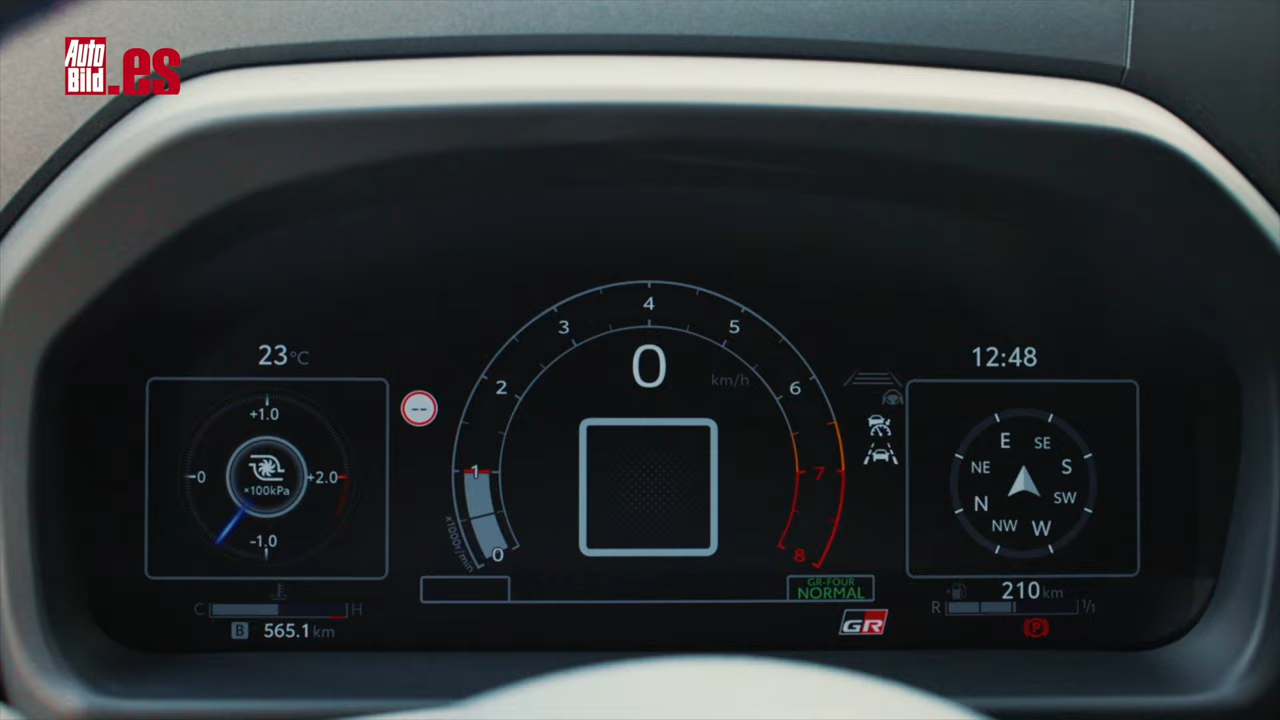 Auto
Bild.es
23°C
12:48
+1.0
0
+2.0
-1.0
×100kPa
--
0
1
2
3
4
5
6
7
8
×1000r/min
0
km/h
E
SE
S
SW
W
NW
N
NE
GR-FOUR
NORMAL
GR
C
H
B 565.1 km
210 km
R
1/1
P